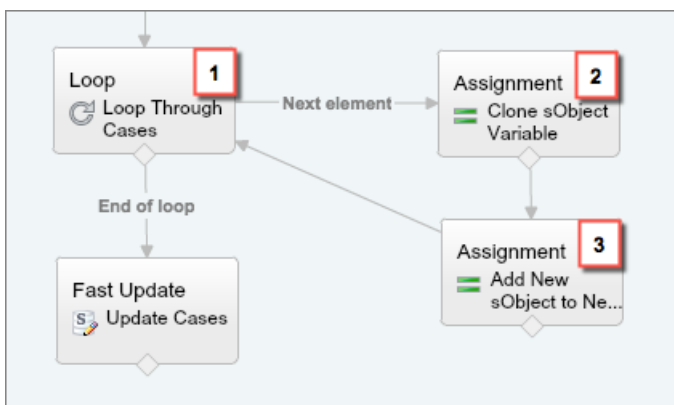 Loop
1
Loop Through
Cases
Next element
Assignment
2
Clone sObject
Variable
End of loop
Assignment
3
Add New
sObject to Ne...
Fast Update
S
Update Cases